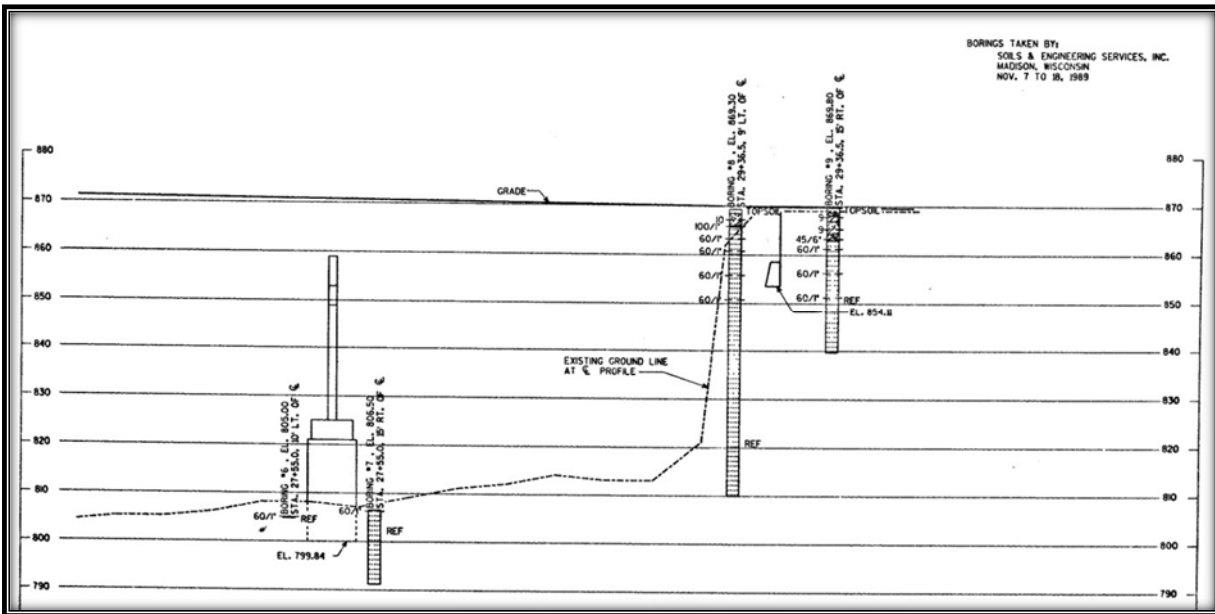 BORINGS TAKEN BY:
SOILS & ENGINEERING SERVICES, INC.
MADISON, WISCONSIN
NOV. 7 TO 18, 1989
BORING #8 , EL. 869.30
STA. 29+36.5, 9' LT. OF ℄
BORING #9 , EL. 869.80
STA. 29+36.5, 15' RT. OF ℄
880
880
870
GRADE
10
TOPSOIL
9
TOPSOIL
870
100/1"
9
60/1"
45/6"
860
60/1"
60/1"
860
60/1"
60/1"
850
60/1"
60/1"
REF
850
EL. 854.11
840
840
EXISTING GROUND LINE
AT ℄ PROFILE
830
830
BORING #6 , EL. 805.00
STA. 27+55.0, 10' LT. OF ℄
BORING #7 , EL. 806.50
STA. 27+55.0, 15' RT. OF ℄
820
REF
820
810
810
60/1"
REF
60/1"
REF
800
800
EL. 799.84
790
790